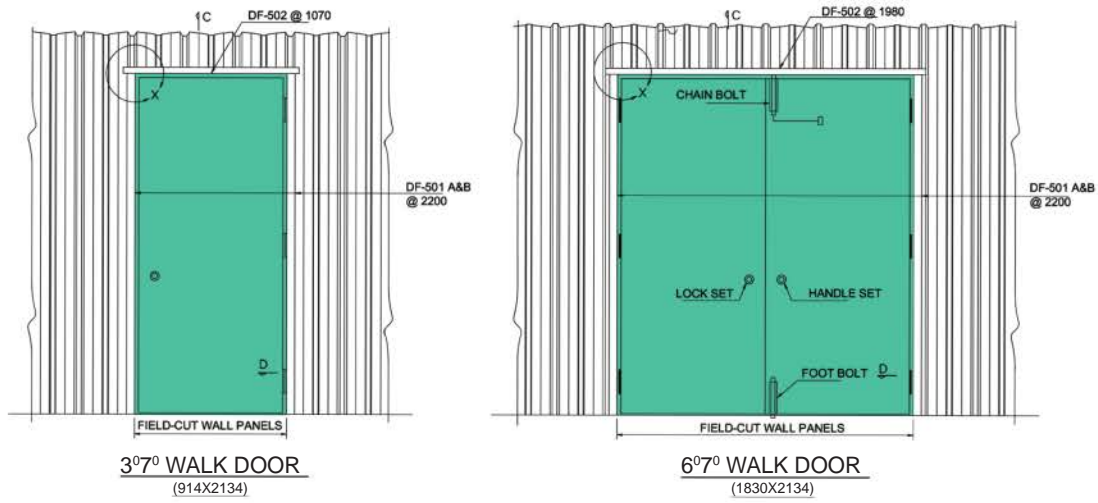 ℄ C
DF-502 @ 1070
X
DF-501 A&B
@ 2200
D
FIELD-CUT WALL PANELS
3⁰7⁰ WALK DOOR
(914X2134)
℄ C
DF-502 @ 1980
X
CHAIN BOLT
DF-501 A&B
@ 2200
LOCK SET
HANDLE SET
FOOT BOLT
D
FIELD-CUT WALL PANELS
6⁰7⁰ WALK DOOR
(1830X2134)